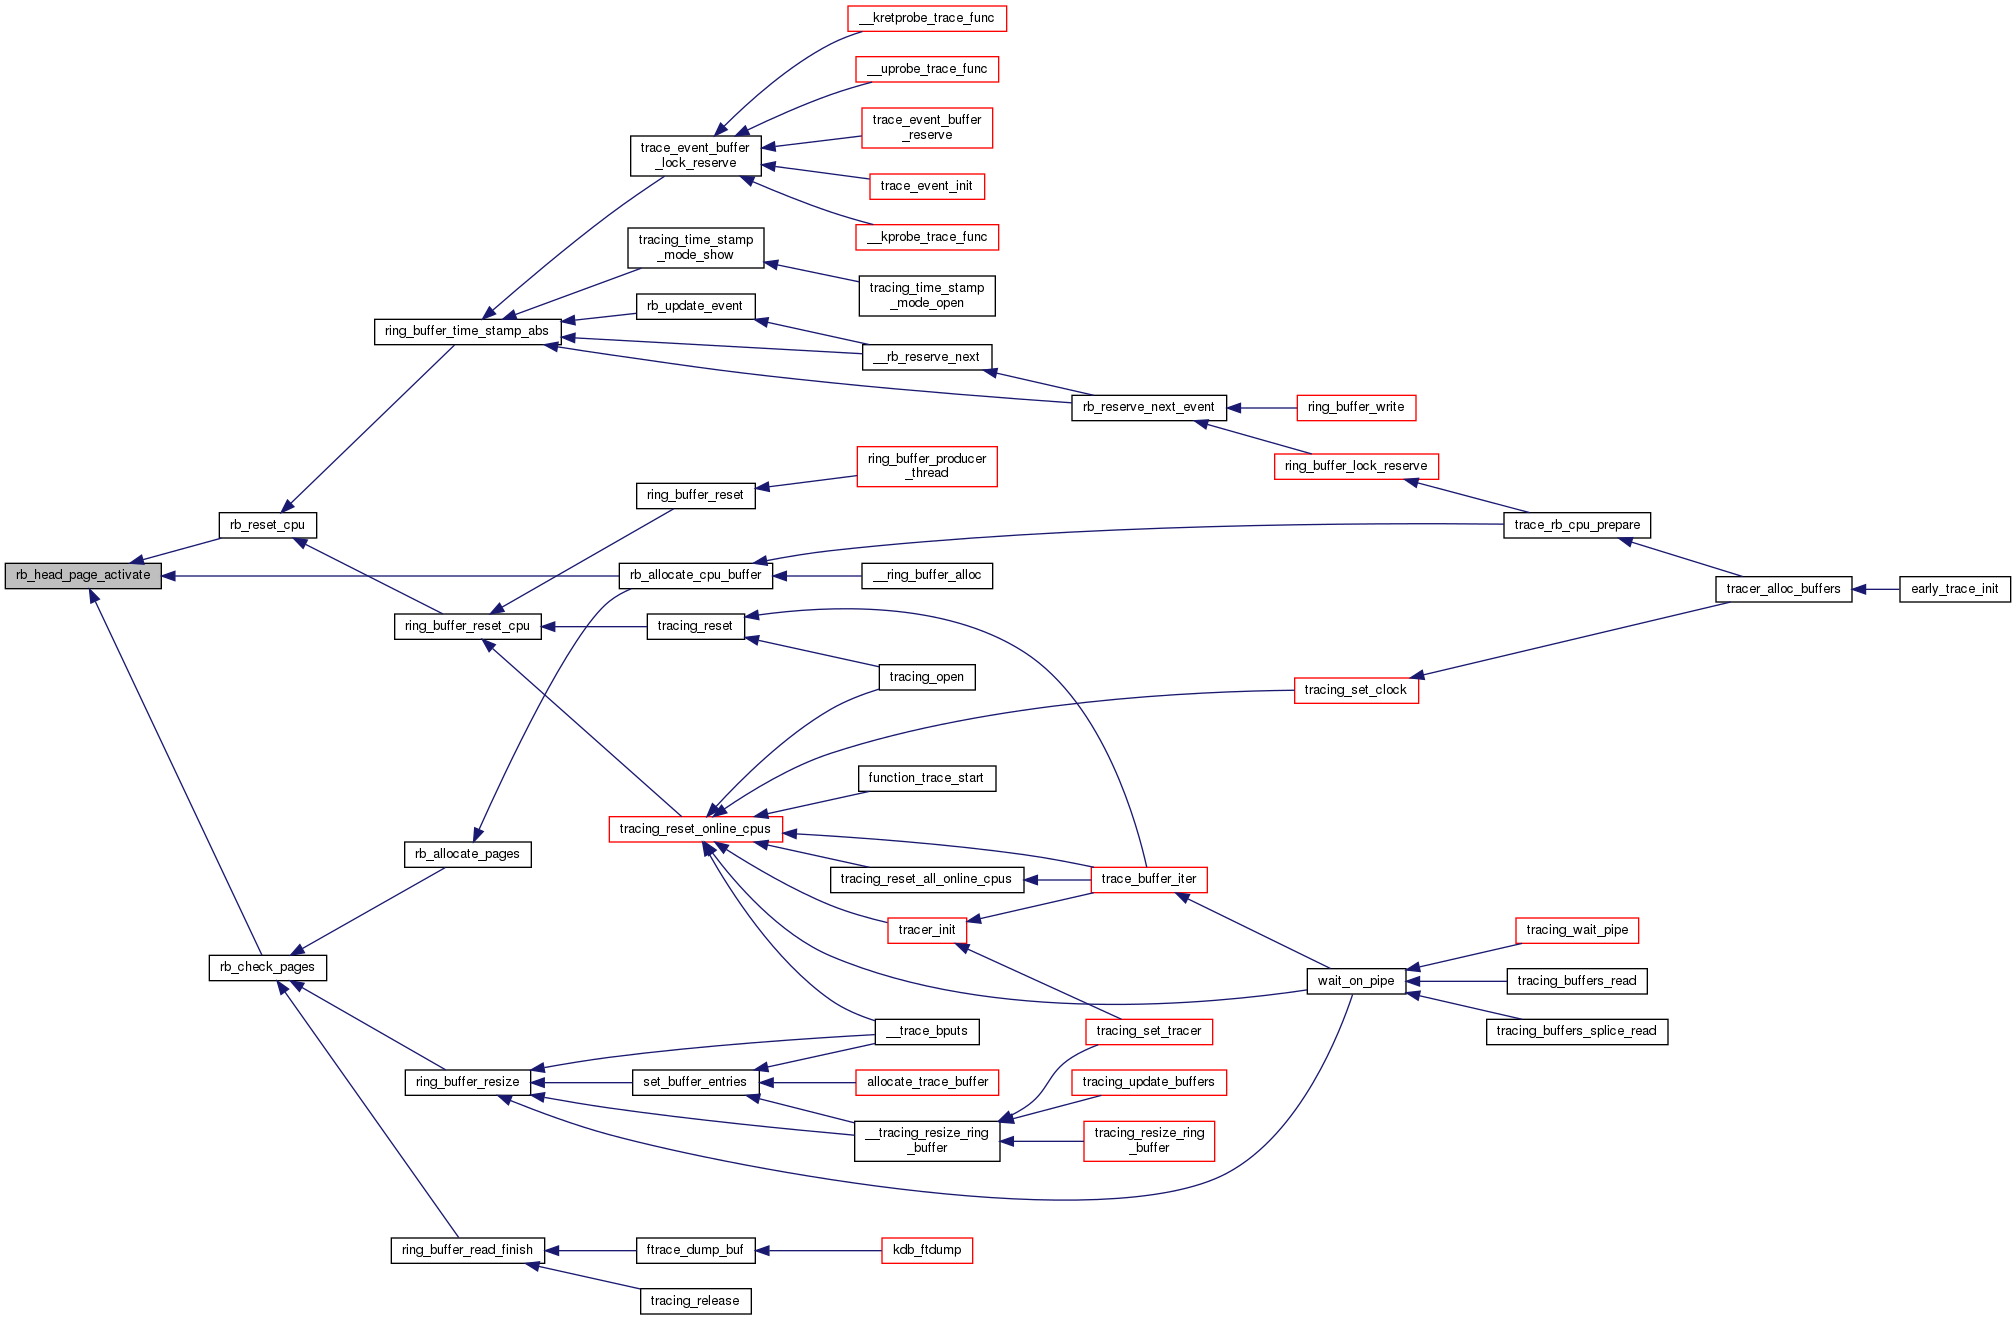 __kretprobe_trace_func
__uprobe_trace_func
trace_event_buffer
_reserve
trace_event_buffer
_lock_reserve
trace_event_init
__kprobe_trace_func
tracing_time_stamp
_mode_show
tracing_time_stamp
_mode_open
rb_update_event
ring_buffer_time_stamp_abs
__rb_reserve_next
rb_reserve_next_event
ring_buffer_write
ring_buffer_producer
_thread
ring_buffer_lock_reserve
ring_buffer_reset
rb_reset_cpu
trace_rb_cpu_prepare
rb_head_page_activate
rb_allocate_cpu_buffer
__ring_buffer_alloc
tracer_alloc_buffers
early_trace_init
ring_buffer_reset_cpu
tracing_reset
tracing_open
tracing_set_clock
function_trace_start
tracing_reset_online_cpus
rb_allocate_pages
tracing_reset_all_online_cpus
trace_buffer_iter
tracer_init
tracing_wait_pipe
rb_check_pages
wait_on_pipe
tracing_buffers_read
__trace_bputs
tracing_set_tracer
tracing_buffers_splice_read
ring_buffer_resize
set_buffer_entries
allocate_trace_buffer
tracing_update_buffers
__tracing_resize_ring
_buffer
tracing_resize_ring
_buffer
ring_buffer_read_finish
ftrace_dump_buf
kdb_ftdump
tracing_release